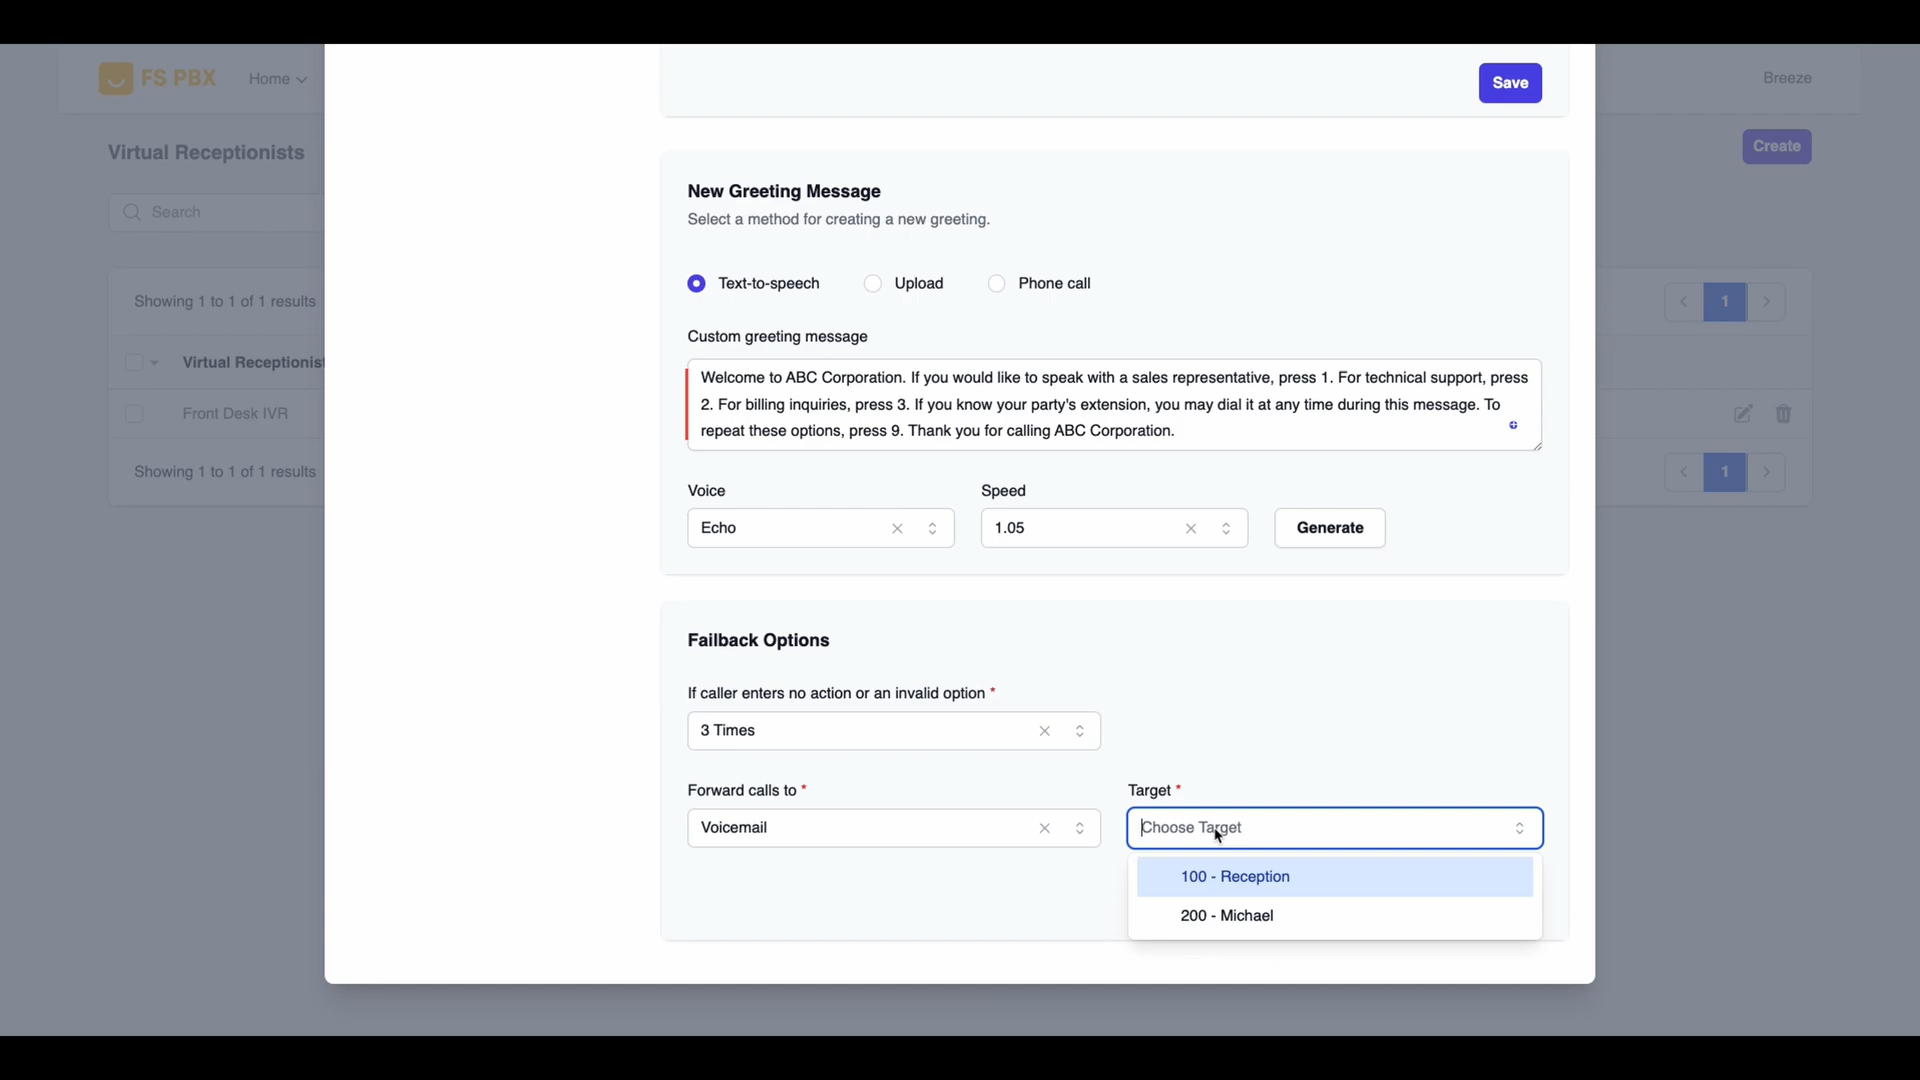 Save
FS PBX
Home
Breeze
Virtual Receptionists
Create
Search
New Greeting Message
Select a method for creating a new greeting.
Text-to-speech
Upload
Phone call
Showing 1 to 1 of 1 results
1
Custom greeting message
Virtual Receptionist
Welcome to ABC Corporation. If you would like to speak with a sales representative, press 1. For technical support, press
2. For billing inquiries, press 3. If you know your party's extension, you may dial it at any time during this message. To
repeat these options, press 9. Thank you for calling ABC Corporation.
Front Desk IVR
Showing 1 to 1 of 1 results
1
Voice
Speed
Echo
1.05
Generate
Failback Options
If caller enters no action or an invalid option *
3 Times
Forward calls to *
Target *
Voicemail
Choose Target
100 - Reception
200 - Michael